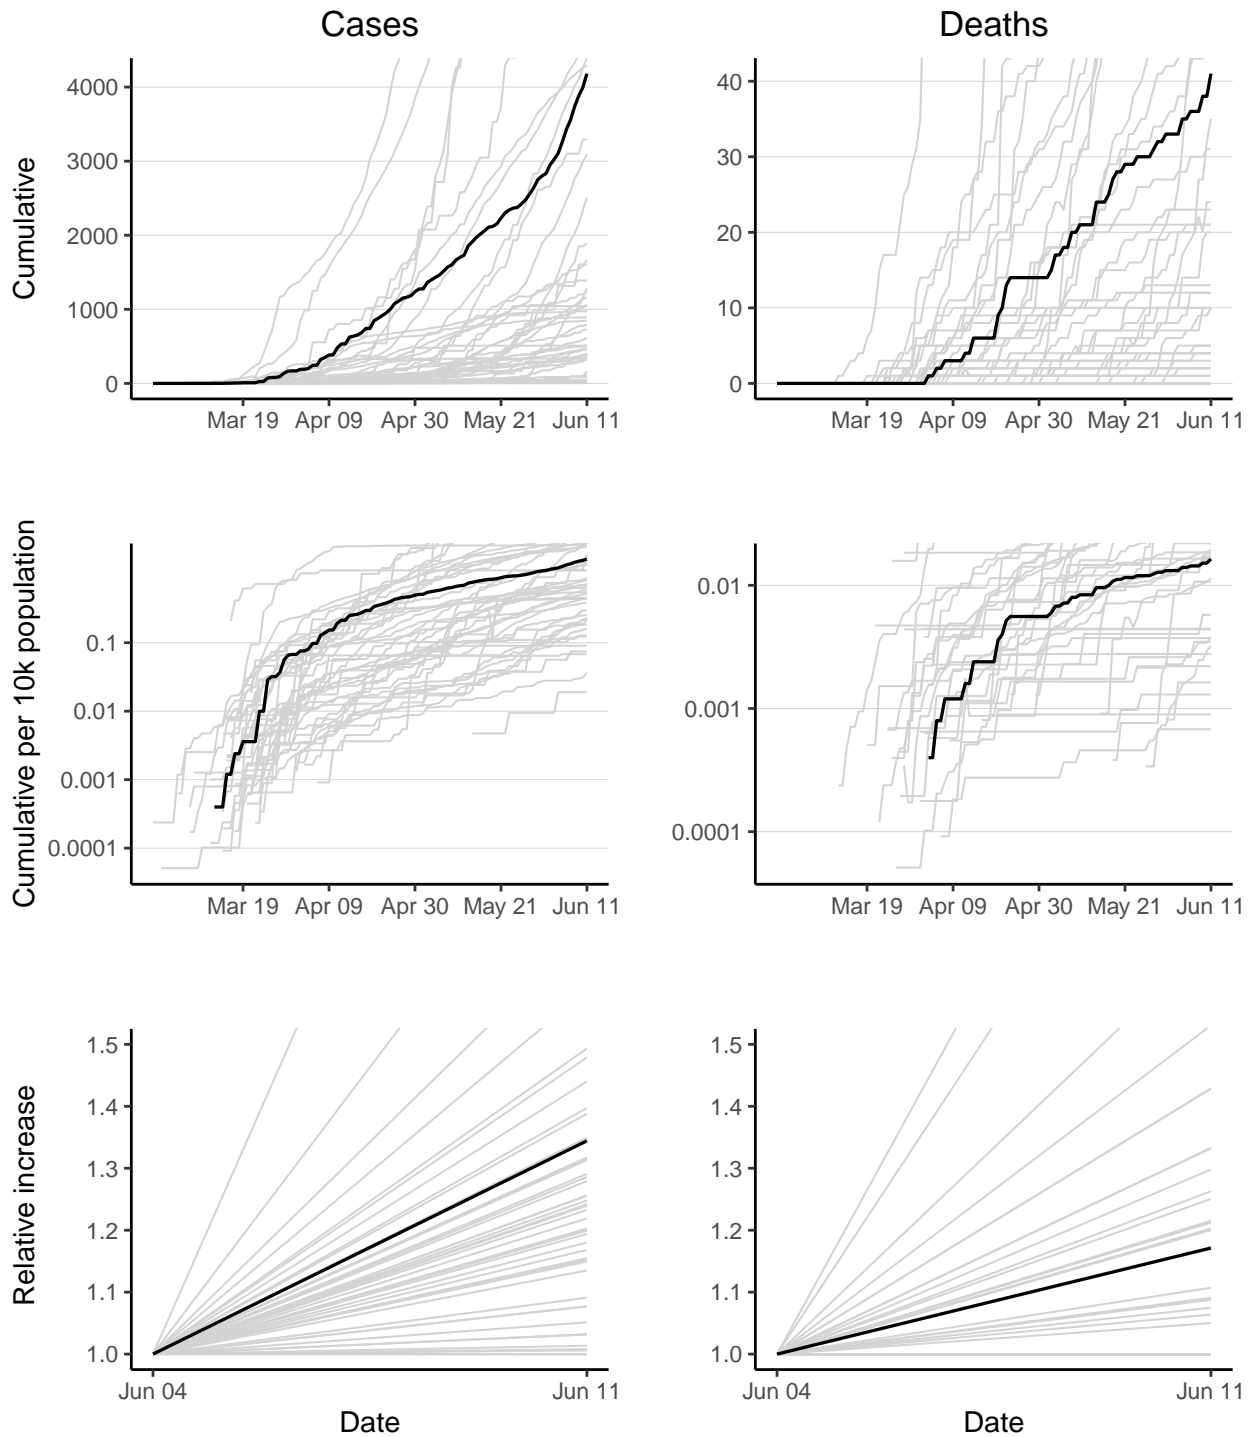 Cases
Deaths
Cumulative
4000
3000
2000
1000
0
Mar 19 Apr 09 Apr 30 May 21 Jun 11
40
30
20
10
0
Mar 19 Apr 09 Apr 30 May 21 Jun 11
Cumulative per 10k population
0.1
0.01
0.001
0.0001
Mar 19 Apr 09 Apr 30 May 21 Jun 11
0.01
0.001
0.0001
Mar 19 Apr 09 Apr 30 May 21 Jun 11
Relative increase
1.5
1.4
1.3
1.2
1.1
1.0
Jun 04 Jun 11
Date
1.5
1.4
1.3
1.2
1.1
1.0
Jun 04 Jun 11
Date